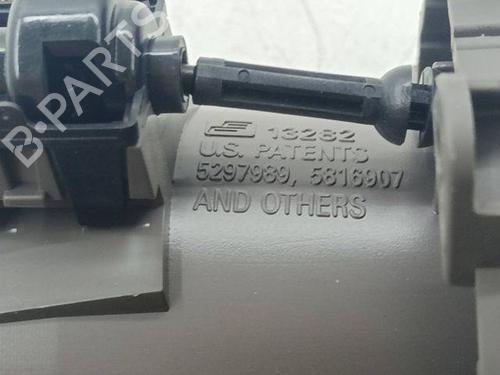 13282
U.S. PATENTS
5297989, 5816907
AND OTHERS
B-PARTS